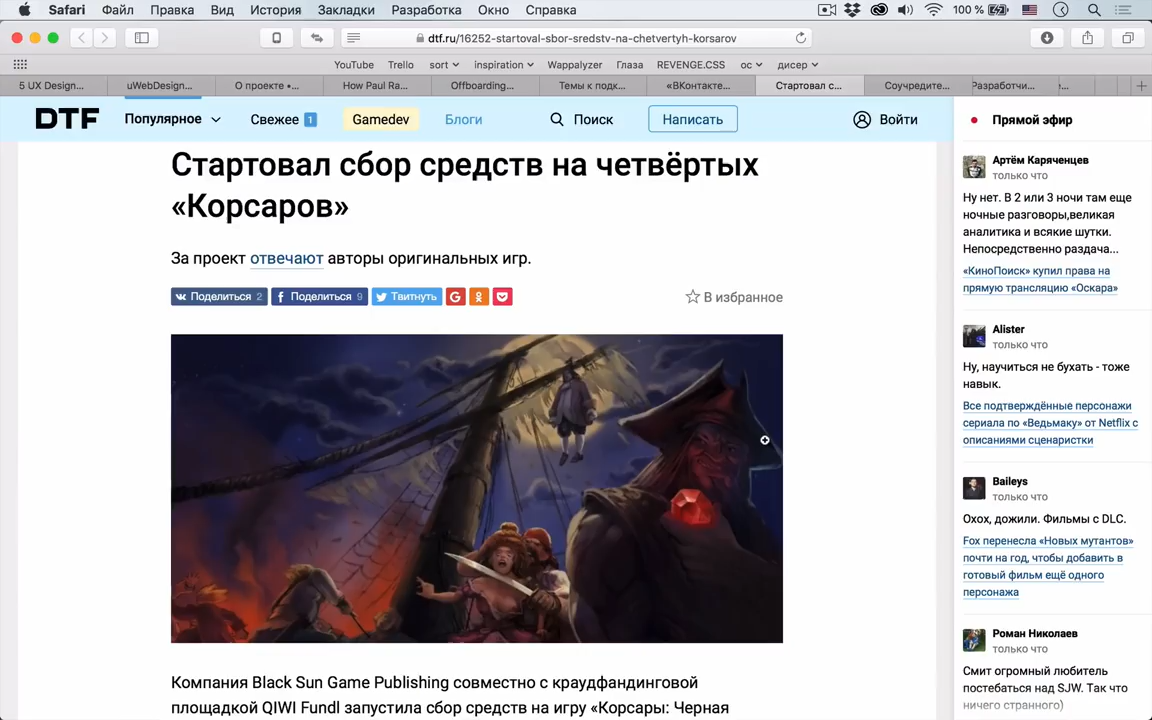 Safari Файл Правка Вид История Закладки Разработка Окно Справка 100 %
dtf.ru/16252-startoval-sbor-sredstv-na-chetvertyh-korsarov
YouTube Trello sort inspiration Wappalyzer Глаза REVENGE.CSS ос дисер
5 UX Design... uWebDesign... О проекте •... How Paul Ra... Offboarding... Темы к подк... «ВКонтакте... Стартовал с... Соучредите... Разработчи...
DTF Популярное Свежее 1 Gamedev Блоги Поиск Написать Войти
Стартовал сбор средств на четвёртых
«Корсаров»
За проект отвечают авторы оригинальных игр.
Поделиться 2 Поделиться 9 Твитнуть
В избранное
Компания Black Sun Game Publishing совместно с краудфандинговой
площадкой QIWI Fundl запустила сбор средств на игру «Корсары: Черная
Прямой эфир
Артём Каряченцев
только что
Ну нет. В 2 или 3 ночи там еще
ночные разговоры,великая
аналитика и всякие шутки.
Непосредственно раздача...
«КиноПоиск» купил права на
прямую трансляцию «Оскара»
Alister
только что
Ну, научиться не бухать - тоже
навык.
Все подтверждённые персонажи
сериала по «Ведьмаку» от Netflix с
описаниями сценаристки
Baileys
только что
Охох, дожили. Фильмы с DLC.
Fox перенесла «Новых мутантов»
почти на год, чтобы добавить в
готовый фильм ещё одного
персонажа
Роман Николаев
только что
Смит огромный любитель
постебаться над SJW. Так что
ничего странного)